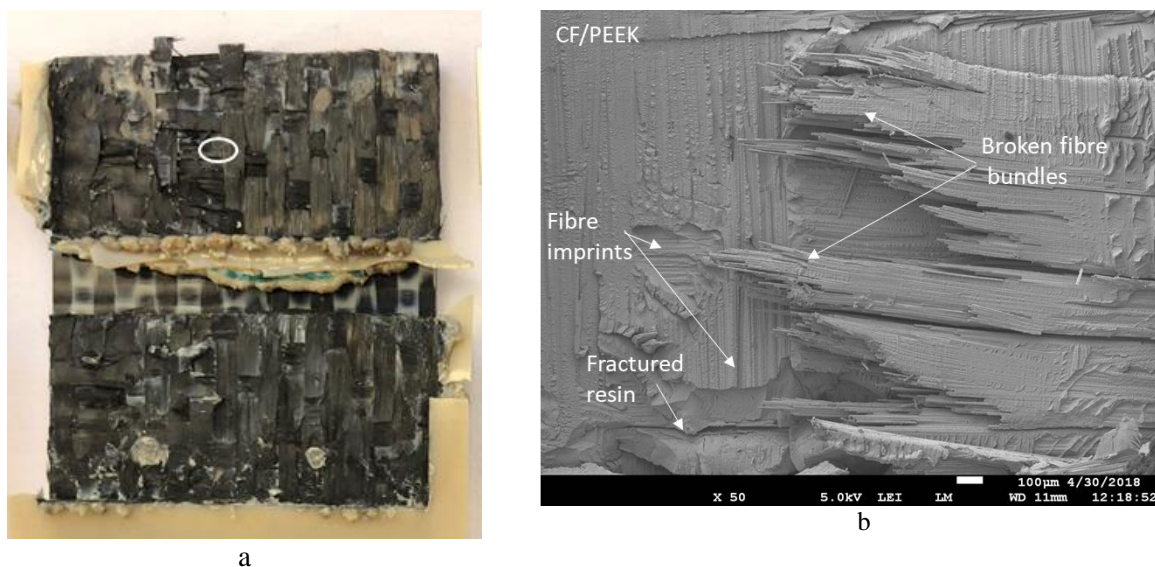 CF/PEEK
Broken fibre
bundles
Fibre
imprints
Fractured
resin
100µm 4/30/2018
X 50 5.0kV LEI LM WD 11mm 12:18:52
a
b